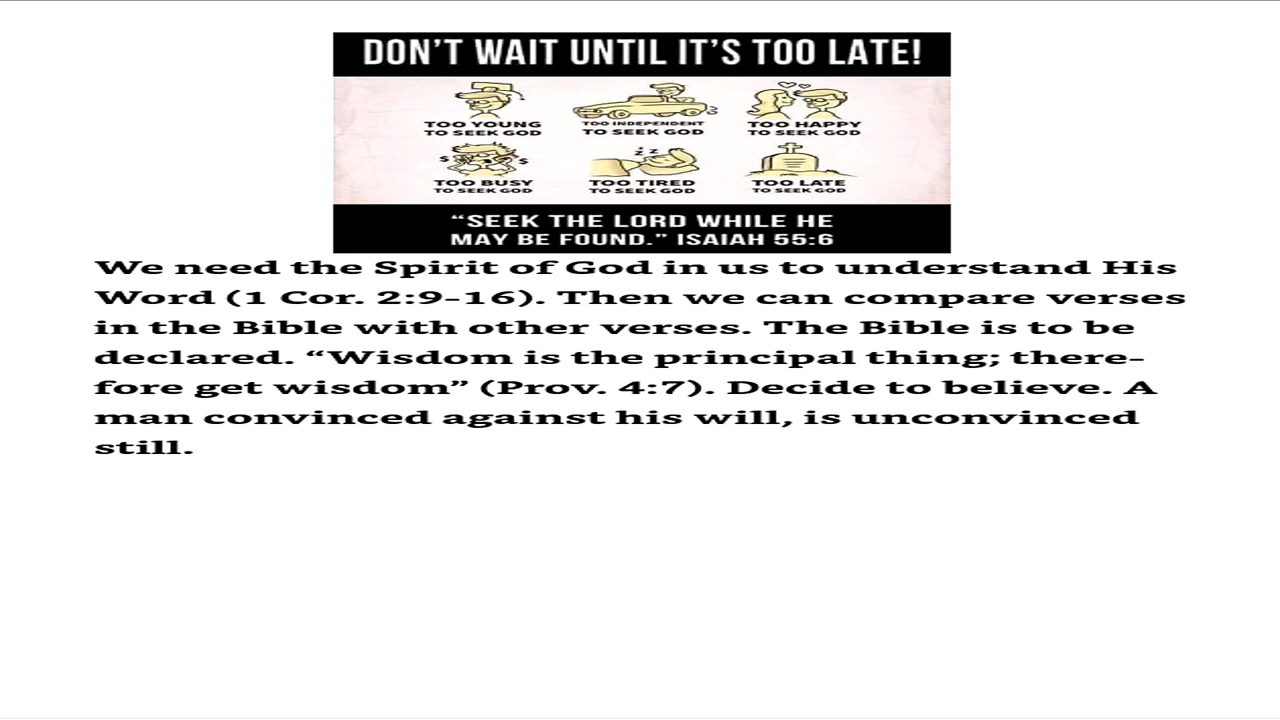 DON'T WAIT UNTIL IT'S TOO LATE!
TOO YOUNG
TO SEEK GOD
TOO INDEPENDENT
TO SEEK GOD
TOO HAPPY
TO SEEK GOD
$ $
TOO BUSY
TO SEEK GOD
z z z
TOO TIRED
TO SEEK GOD
TOO LATE
TO SEEK GOD
“SEEK THE LORD WHILE HE
MAY BE FOUND.” ISAIAH 55:6
We need the Spirit of God in us to understand His
Word (1 Cor. 2:9-16). Then we can compare verses
in the Bible with other verses. The Bible is to be
declared. “Wisdom is the principal thing; there-
fore get wisdom” (Prov. 4:7). Decide to believe. A
man convinced against his will, is unconvinced
still.